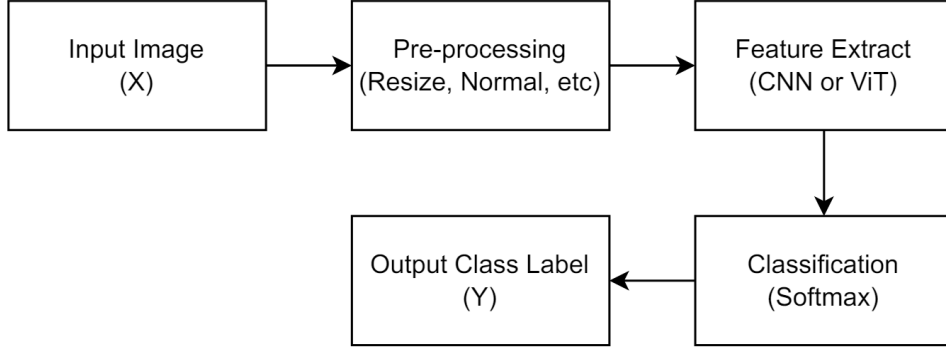 Input Image
(X)
Pre-processing
(Resize, Normal, etc)
Feature Extract
(CNN or ViT)
Classification
(Softmax)
Output Class Label
(Y)